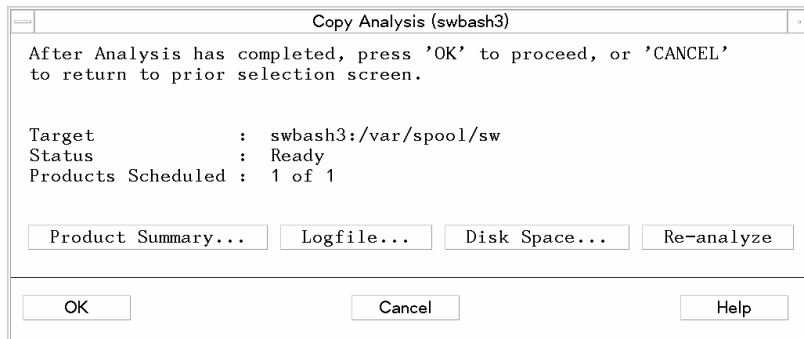 Copy Analysis (swbash3)
After Analysis has completed, press 'OK' to proceed, or 'CANCEL'
to return to prior selection screen.
Target : swbash3:/var/spool/sw
Status : Ready
Products Scheduled : 1 of 1
Product Summary... Logfile... Disk Space... Re-analyze
OK Cancel Help